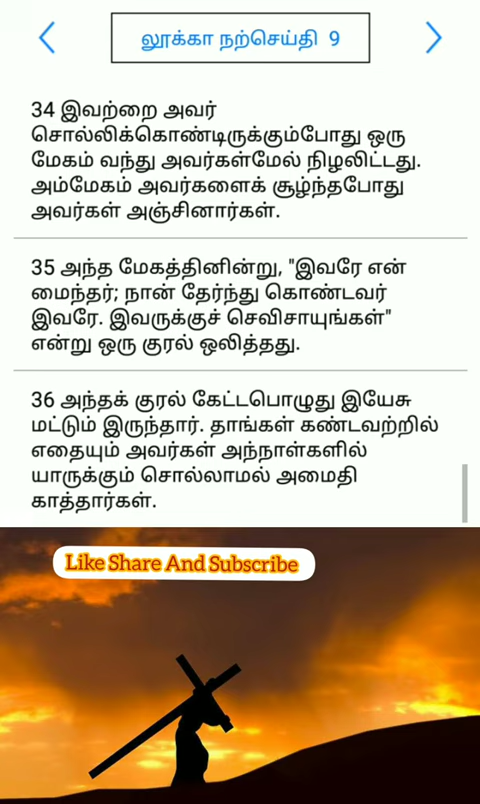 லூக்கா நற்செய்தி 9
34 இவற்றை அவர்
சொல்லிக்கொண்டிருக்கும்போது ஒரு
மேகம் வந்து அவர்கள்மேல் நிழலிட்டது.
அம்மேகம் அவர்களைக் சூழ்ந்தபோது
அவர்கள் அஞ்சினார்கள்.
35 அந்த மேகத்தினின்று, "இவரே என்
மைந்தர்; நான் தேர்ந்து கொண்டவர்
இவரே. இவருக்குச் செவிசாயுங்கள்"
என்று ஒரு குரல் ஒலித்தது.
36 அந்தக் குரல் கேட்டபொழுது இயேசு
மட்டும் இருந்தார். தாங்கள் கண்டவற்றில்
எதையும் அவர்கள் அந்நாள்களில்
யாருக்கும் சொல்லாமல் அமைதி
காத்தார்கள்.
Like Share And Subscribe